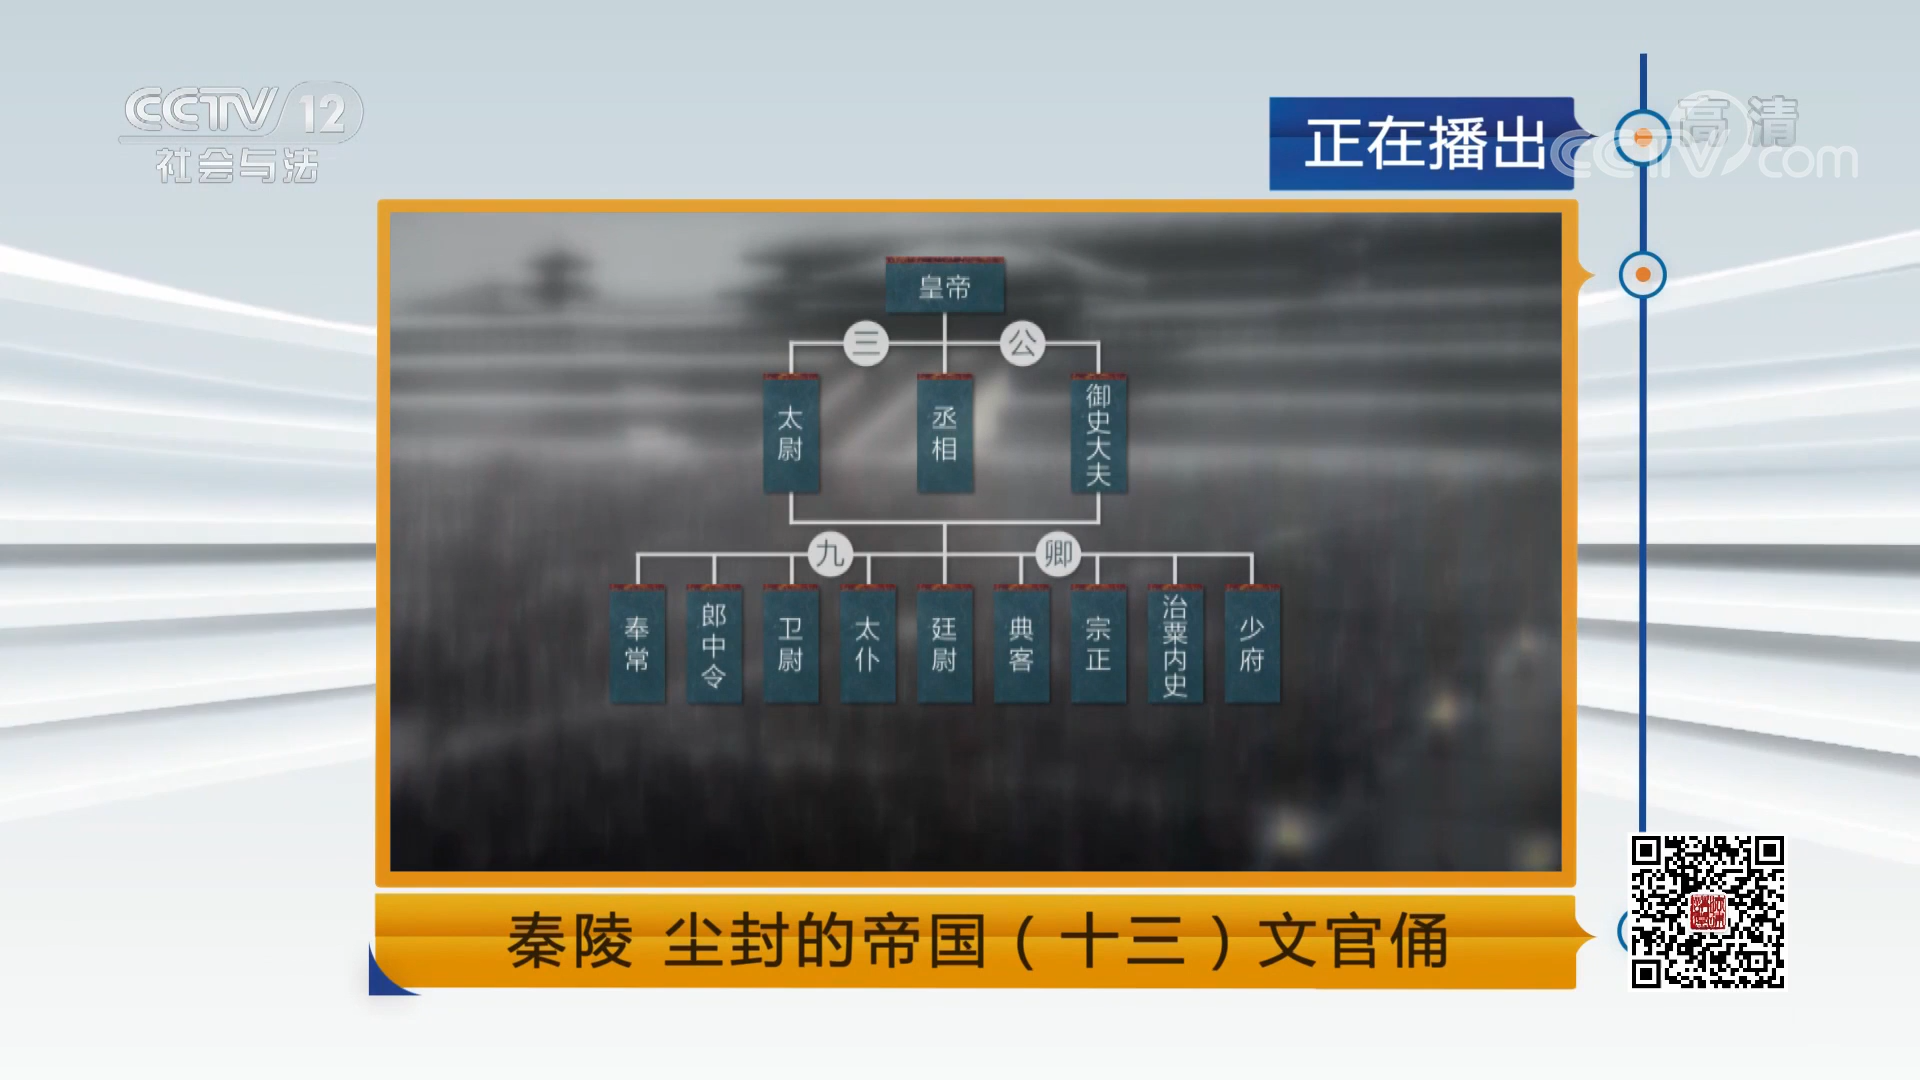 CCTV 12
社会与法
正在播出
高清
CCTV.com
皇帝
三 公
太尉
丞相
御史大夫
九 卿
奉常
郎中令
卫尉
太仆
廷尉
典客
宗正
治粟内史
少府
秦陵 尘封的帝国（十三）文官俑